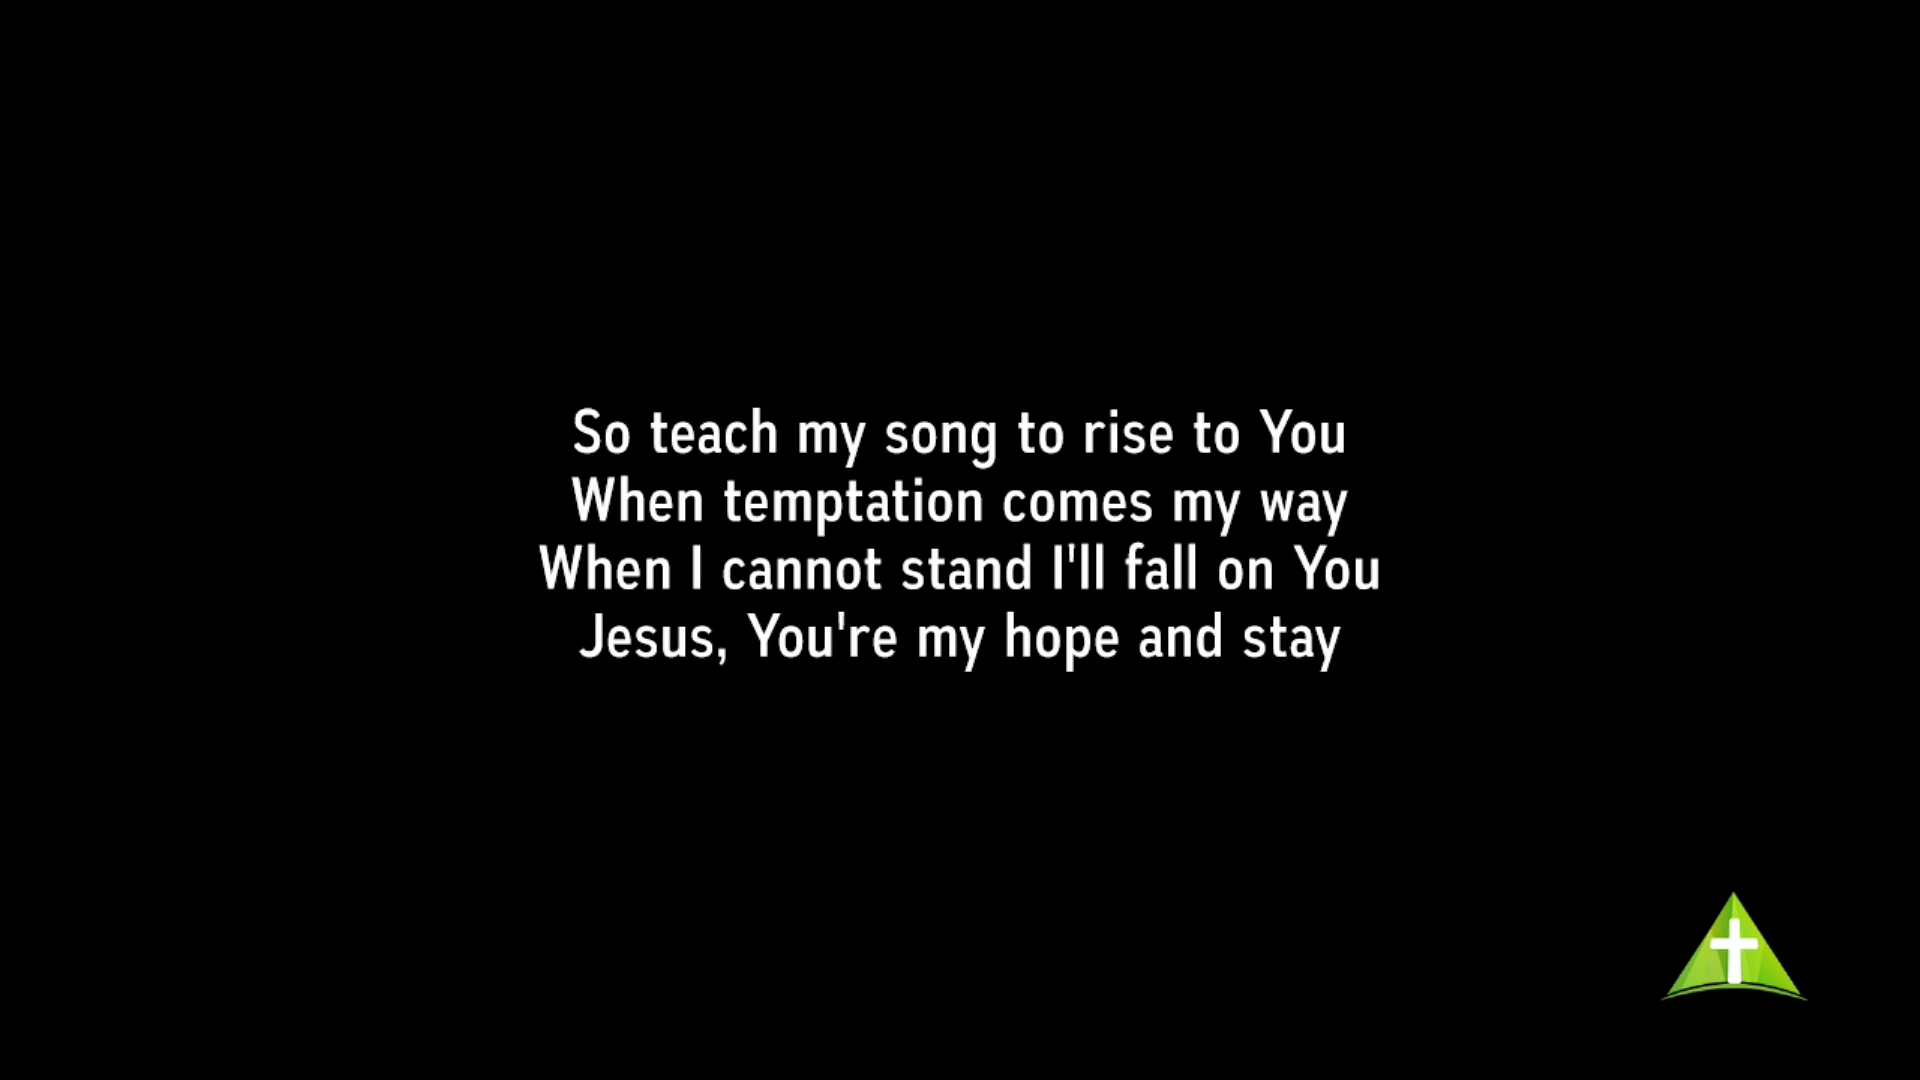 So teach my song to rise to You
When temptation comes my way
When I cannot stand I'll fall on You
Jesus, You're my hope and stay